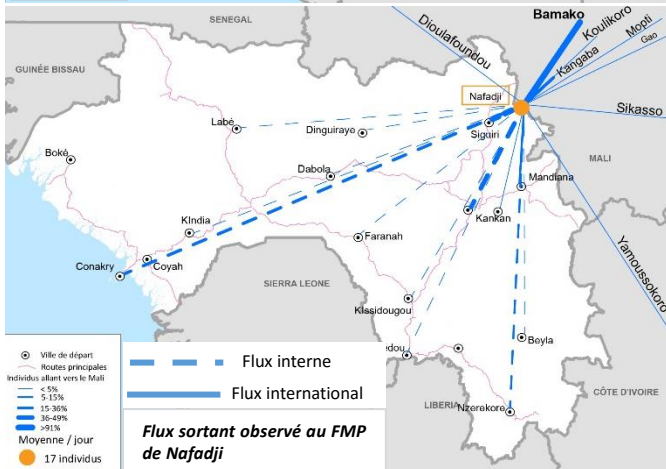 SENEGAL
Bamako
Dioulafoundou
Koulikoro
Mopti
Gao
Kangaba
GUINÉE BISSAU
Nafadji
Sikasso
Labé
Dinguiraye
Siguiri
MALI
Boké
Dabola
Mandiana
Kindia
Kankan
Faranah
Conakry
Coyah
Yamoussokoro
SIERRA LEONE
Kissidougou
Beyla
edou
CÔTE D'IVOIRE
LIBERIA
Nzerekore
Ville de départ
Routes principales
Individus allant vers le Mali
< 5%
5-15%
15-36%
36-49%
>91%
Moyenne / jour
17 individus
Flux interne
Flux international
Flux sortant observé au FMP
de Nafadji